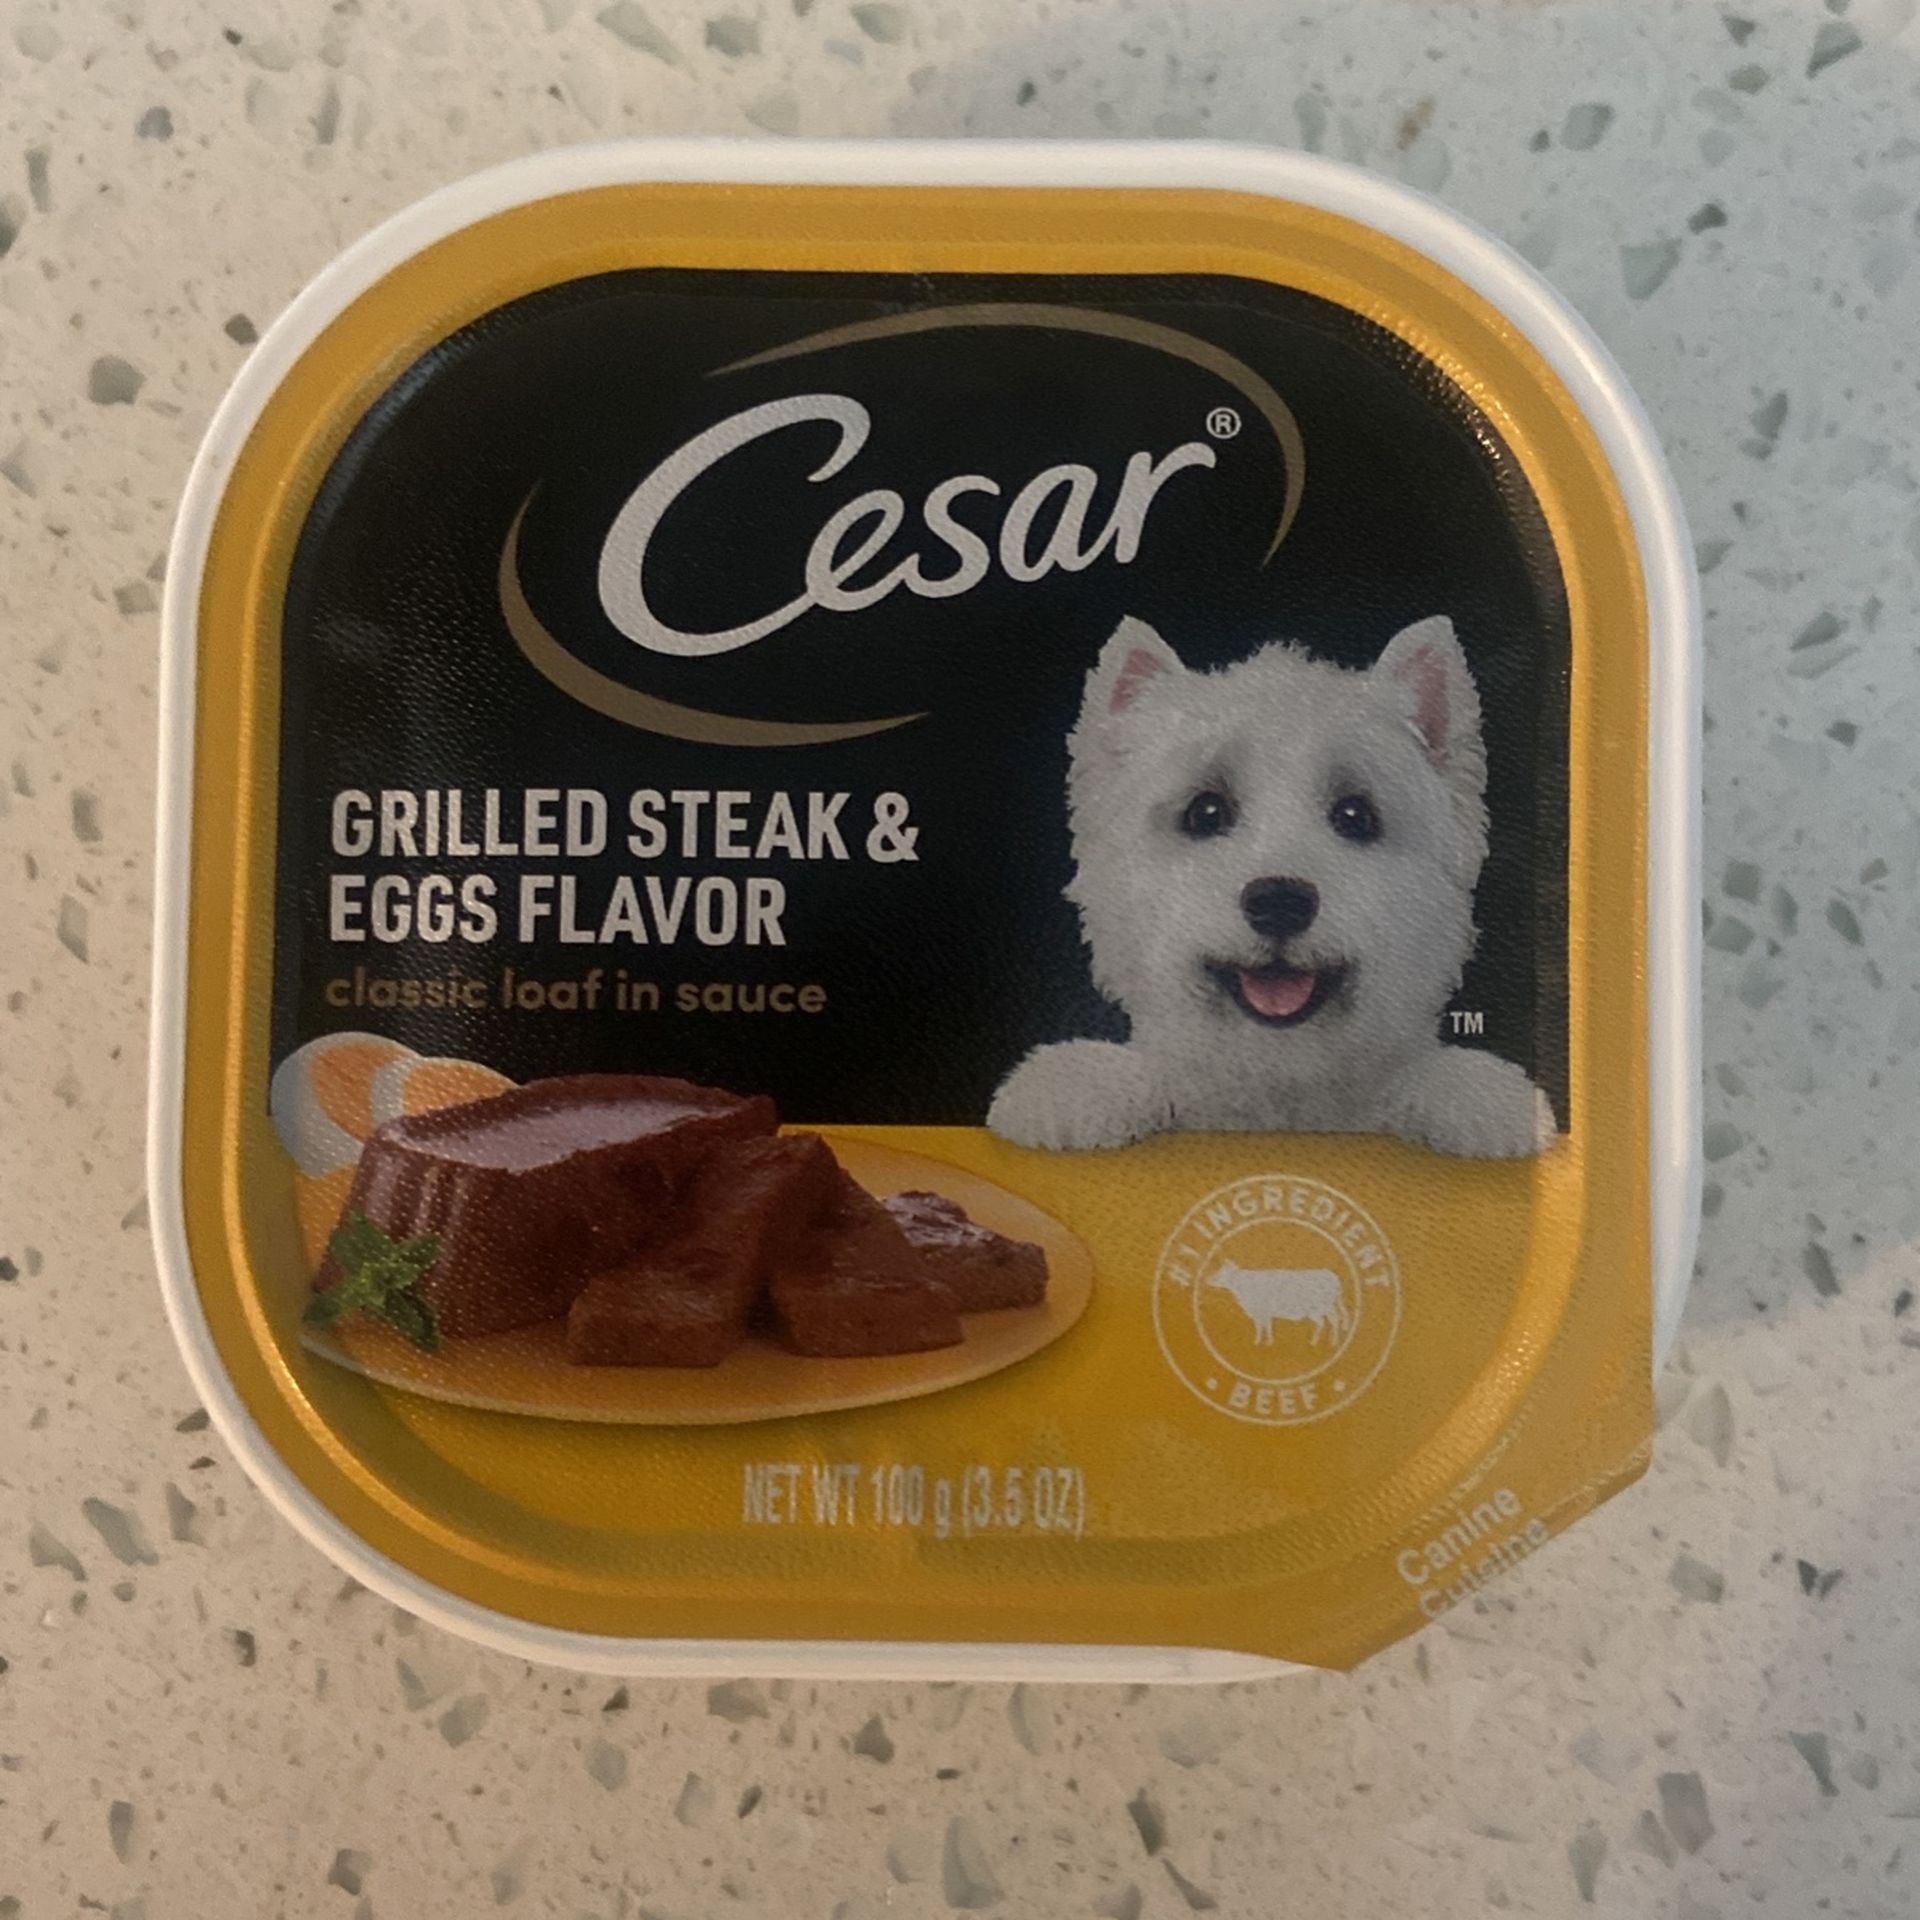 Cesar®
GRILLED STEAK &
EGGS FLAVOR
classic loaf in sauce
TM
#1 INGREDIENT
• BEEF •
NET WT 100 g (3.5 OZ)
Canine
Cuisine